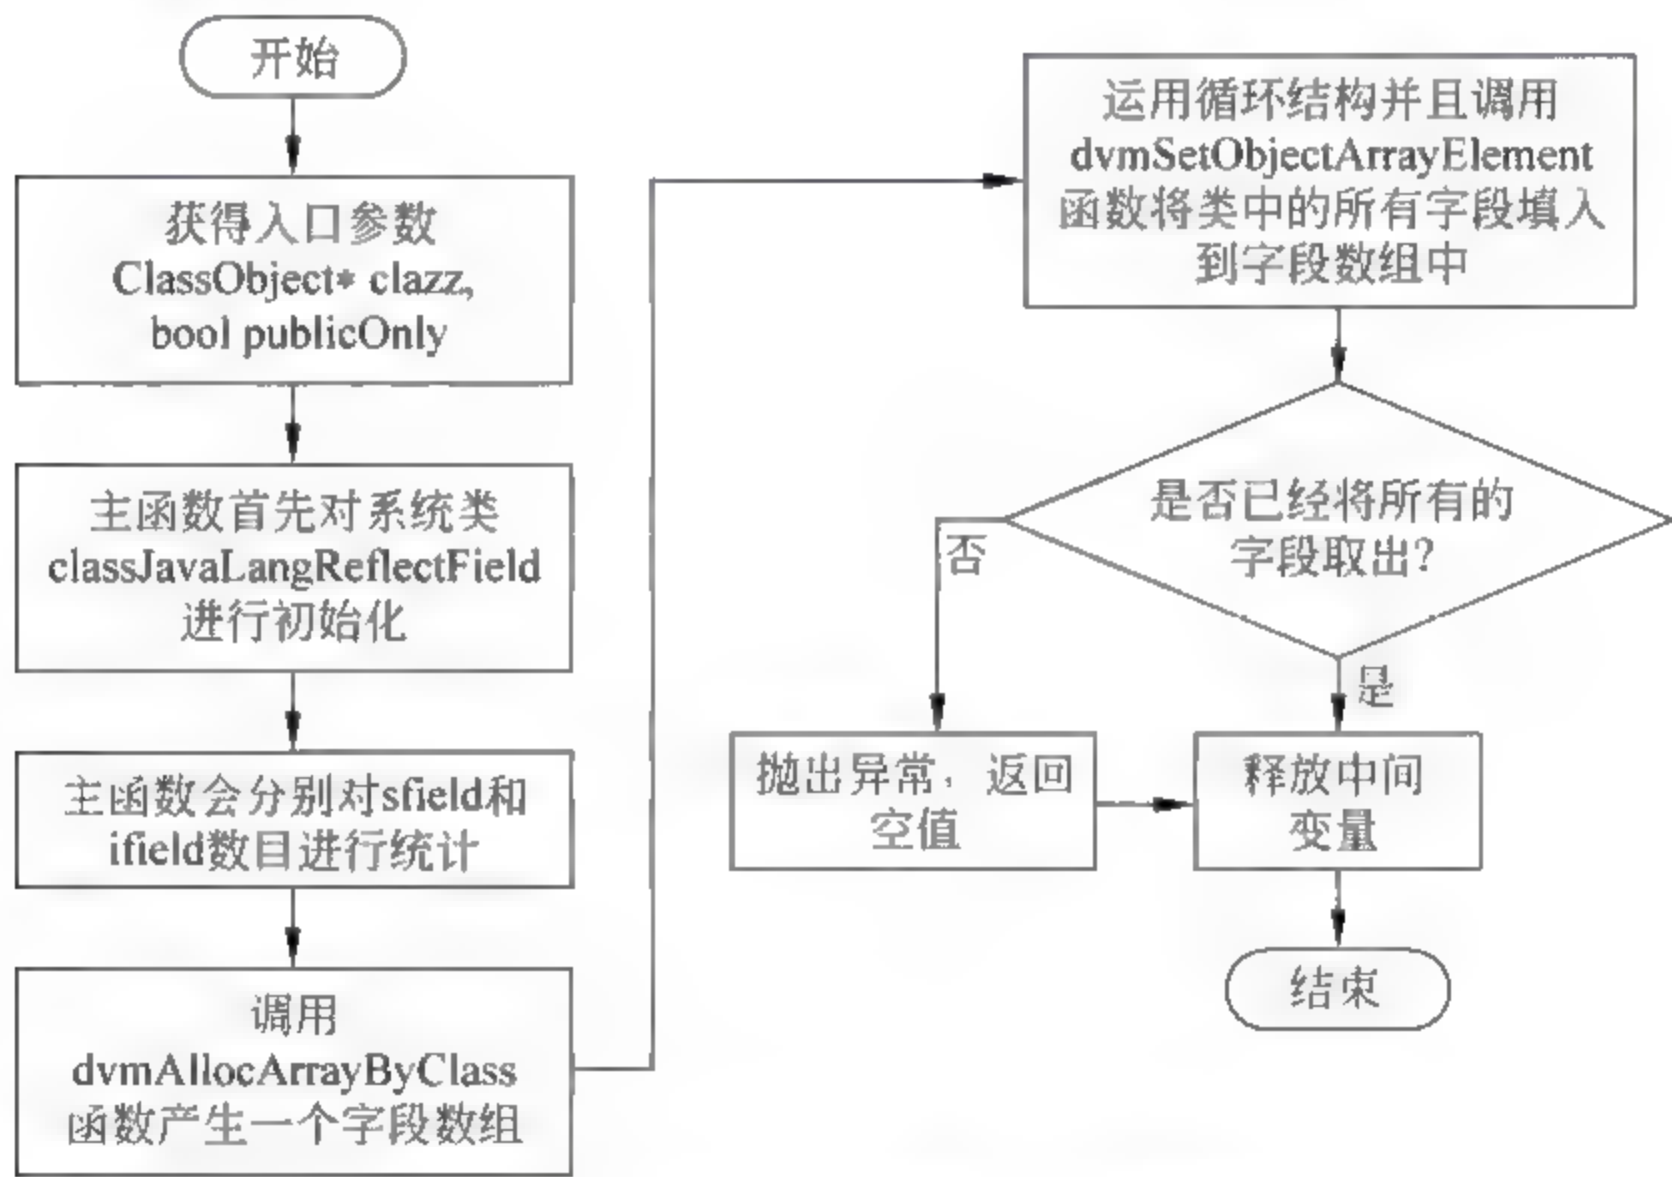 开始
获得入口参数
ClassObject* clazz,
bool publicOnly
主函数首先对系统类
classJavaLangReflectField
进行初始化
主函数会分别对sfield和
ifield数目进行统计
调用
dvmAllocArrayByClass
函数产生一个字段数组
运用循环结构并且调用
dvmSetObjectArrayElement
函数将类中的所有字段填入
到字段数组中
是否已经将所有的
字段取出?
否
是
抛出异常，返回
空值
释放中间
变量
结束